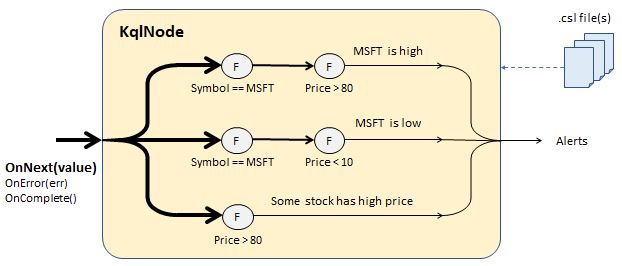 KqlNode
.csl file(s)
MSFT is high
F
F
Symbol == MSFT
Price > 80
MSFT is low
F
F
Symbol == MSFT
Price < 10
Alerts
OnNext(value)
OnError(err)
OnComplete()
Some stock has high price
F
Price > 80